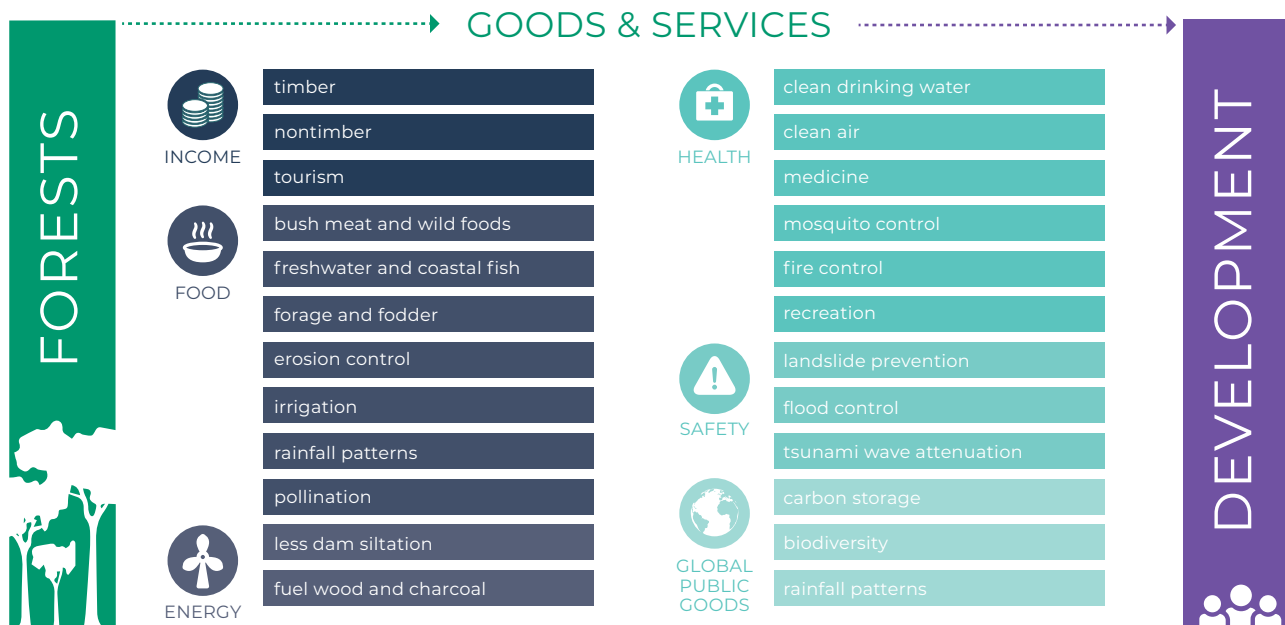 GOODS & SERVICES
FORESTS
INCOME
timber
nontimber
tourism
FOOD
bush meat and wild foods
freshwater and coastal fish
forage and fodder
erosion control
irrigation
rainfall patterns
pollination
ENERGY
less dam siltation
fuel wood and charcoal
HEALTH
clean drinking water
clean air
medicine
mosquito control
fire control
recreation
SAFETY
landslide prevention
flood control
tsunami wave attenuation
GLOBAL
PUBLIC
GOODS
carbon storage
biodiversity
rainfall patterns
DEVELOPMENT